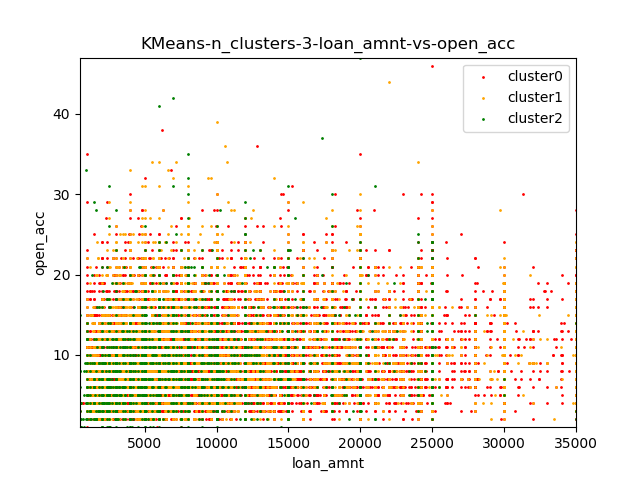 KMeans-n_clusters-3-loan_amnt-vs-open_acc
cluster0
cluster1
cluster2
open_acc
40
30
20
10
5000 10000 15000 20000 25000 30000 35000
loan_amnt